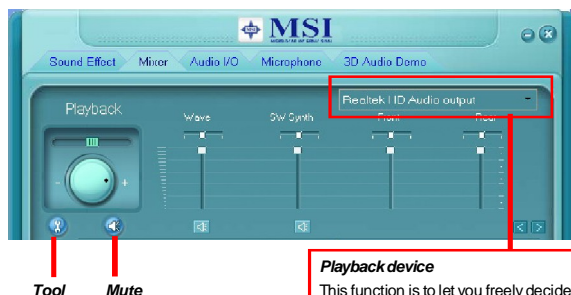 MSI
Sound Effect Mixer Audio I/O Microphone 3D Audio Demo
Realtek HD Audio output
Playback
Wave SW Synth Front Rear
- +
< >
Tool Mute
Playback device
This function is to let you freely decide